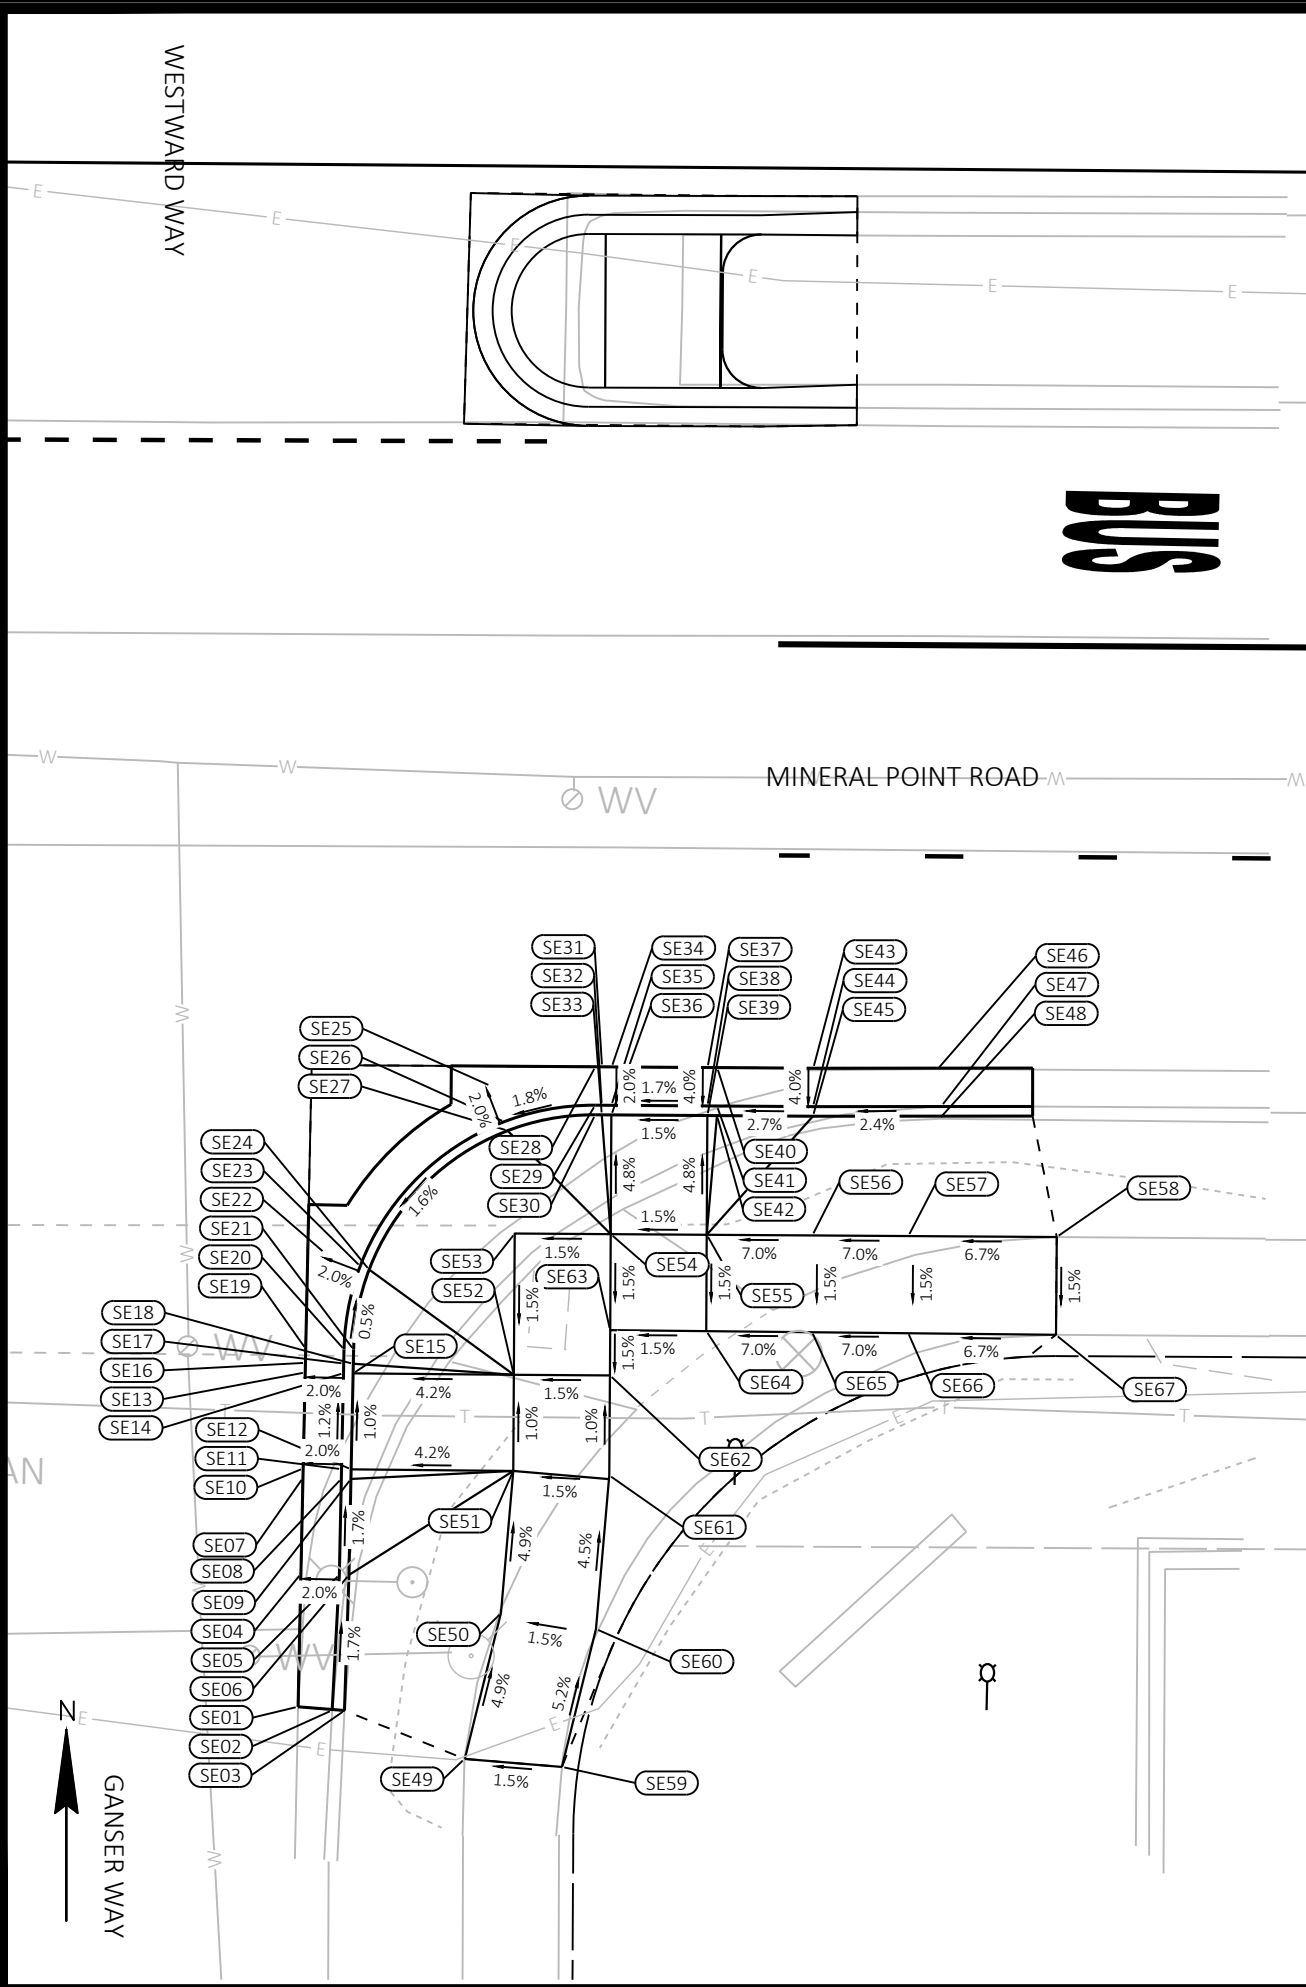 WESTWARD WAY
E
E
E
E
E
E
BUS
W
W
MINERAL POINT ROAD
W
W
WV
W
SE31
SE32
SE33
SE34
SE35
SE36
SE37
SE38
SE39
SE43
SE44
SE45
SE46
SE47
SE48
SE25
SE26
SE27
2.0%
1.8%
2.0%
1.7%
4.0%
4.0%
1.5%
2.7%
2.4%
SE24
SE23
SE22
SE21
SE20
SE19
SE28
SE29
SE30
4.8%
4.8%
SE40
SE41
SE42
SE56
SE57
SE58
1.6%
1.5%
W
2.0%
SE53
SE52
1.5%
SE63
SE54
SE55
7.0%
7.0%
6.7%
1.5%
1.5%
1.5%
1.5%
1.5%
1.5%
SE18
SE17
SE16
SE13
SE14
WV
0.5%
SE15
1.5%
1.5%
7.0%
7.0%
6.7%
SE64
SE65
SE66
SE67
2.0%
4.2%
1.5%
1.2%
1.0%
1.0%
1.0%
T
T
T
T
T
E
SE12
SE11
SE10
2.0%
4.2%
1.5%
SE62
AN
SE51
SE61
SE07
SE08
SE09
SE04
SE05
SE06
SE01
SE02
SE03
1.7%
4.9%
4.5%
E
W
2.0%
1.7%
WV
SE50
1.5%
SE60
4.9%
5.2%
N
E
E
E
SE49
1.5%
SE59
GANSER WAY
W